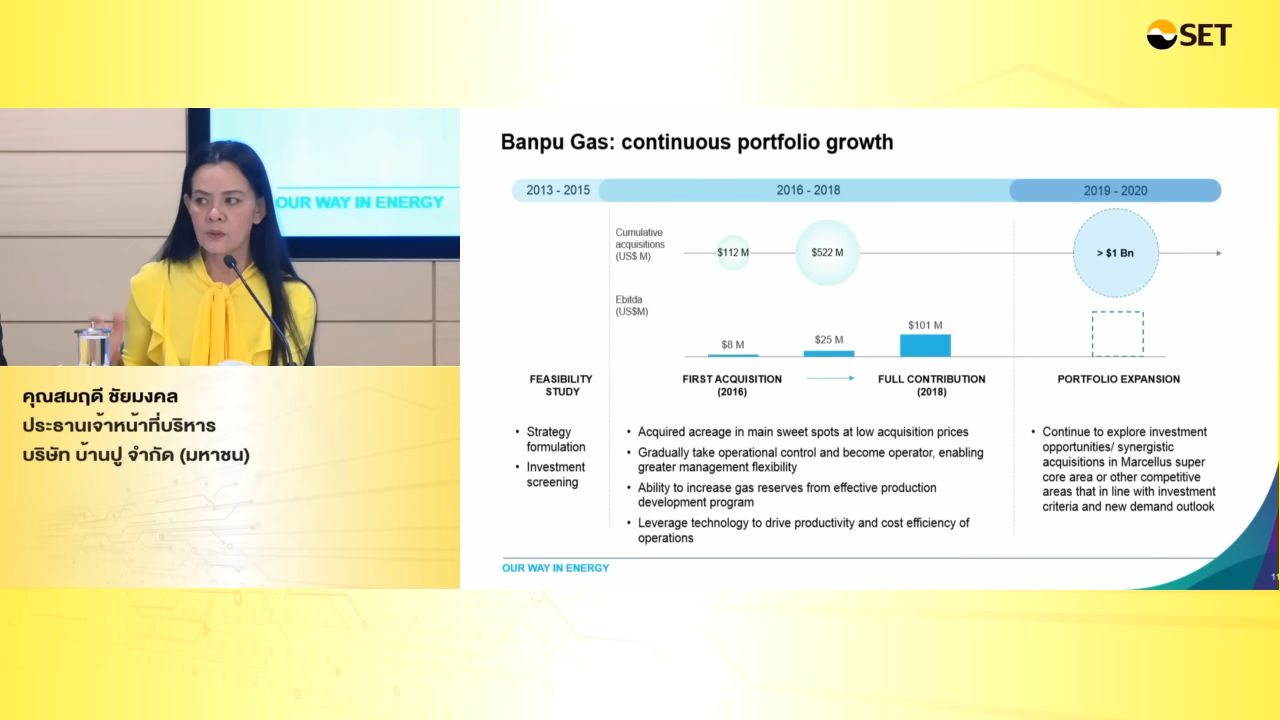 SET
OUR WAY IN ENERGY
คุณสมฤดี ชัยมงคล
ประธานเจ้าหน้าที่บริหาร
บริษัท บ้านปู จำกัด (มหาชน)
Banpu Gas: continuous portfolio growth
2013 - 2015
2016 - 2018
2019 - 2020
Cumulative
acquisitions
(US$ M)
$112 M
$522 M
> $1 Bn
Ebitda
(US$M)
$8 M
$25 M
$101 M
FEASIBILITY
STUDY
FIRST ACQUISITION
(2016)
FULL CONTRIBUTION
(2018)
PORTFOLIO EXPANSION
• Strategy
formulation
• Investment
screening
• Acquired acreage in main sweet spots at low acquisition prices
• Gradually take operational control and become operator, enabling
greater management flexibility
• Ability to increase gas reserves from effective production
development program
• Leverage technology to drive productivity and cost efficiency of
operations
• Continue to explore investment
opportunities/ synergistic
acquisitions in Marcellus super
core area or other competitive
areas that in line with investment
criteria and new demand outlook
OUR WAY IN ENERGY
11